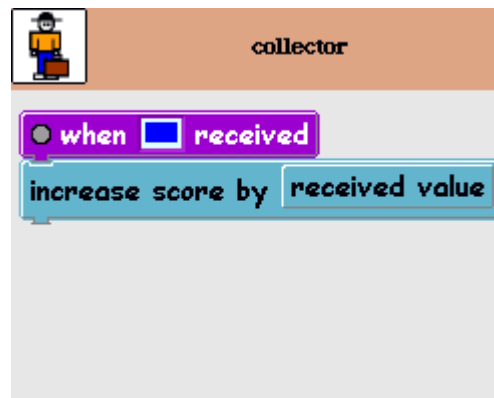 collector
when received
increase score by received value